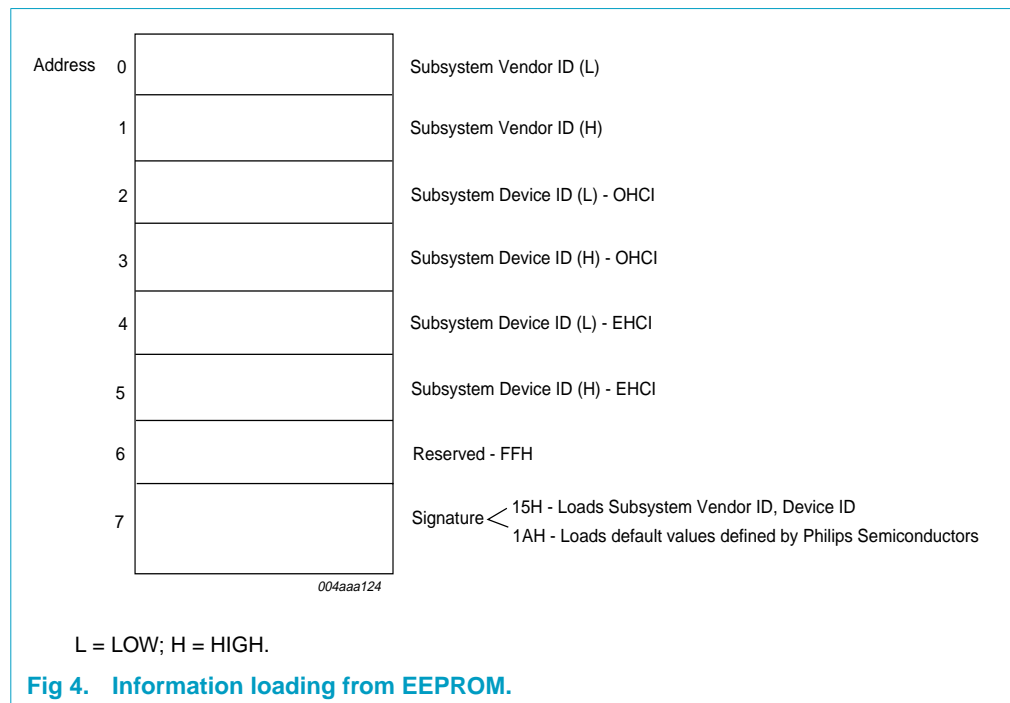 Address 0 Subsystem Vendor ID (L)
1 Subsystem Vendor ID (H)
2 Subsystem Device ID (L) - OHCI
3 Subsystem Device ID (H) - OHCI
4 Subsystem Device ID (L) - EHCI
5 Subsystem Device ID (H) - EHCI
6 Reserved - FFH
7 Signature 15H - Loads Subsystem Vendor ID, Device ID
1AH - Loads default values defined by Philips Semiconductors
004aaa124
L = LOW; H = HIGH.
Fig 4. Information loading from EEPROM.